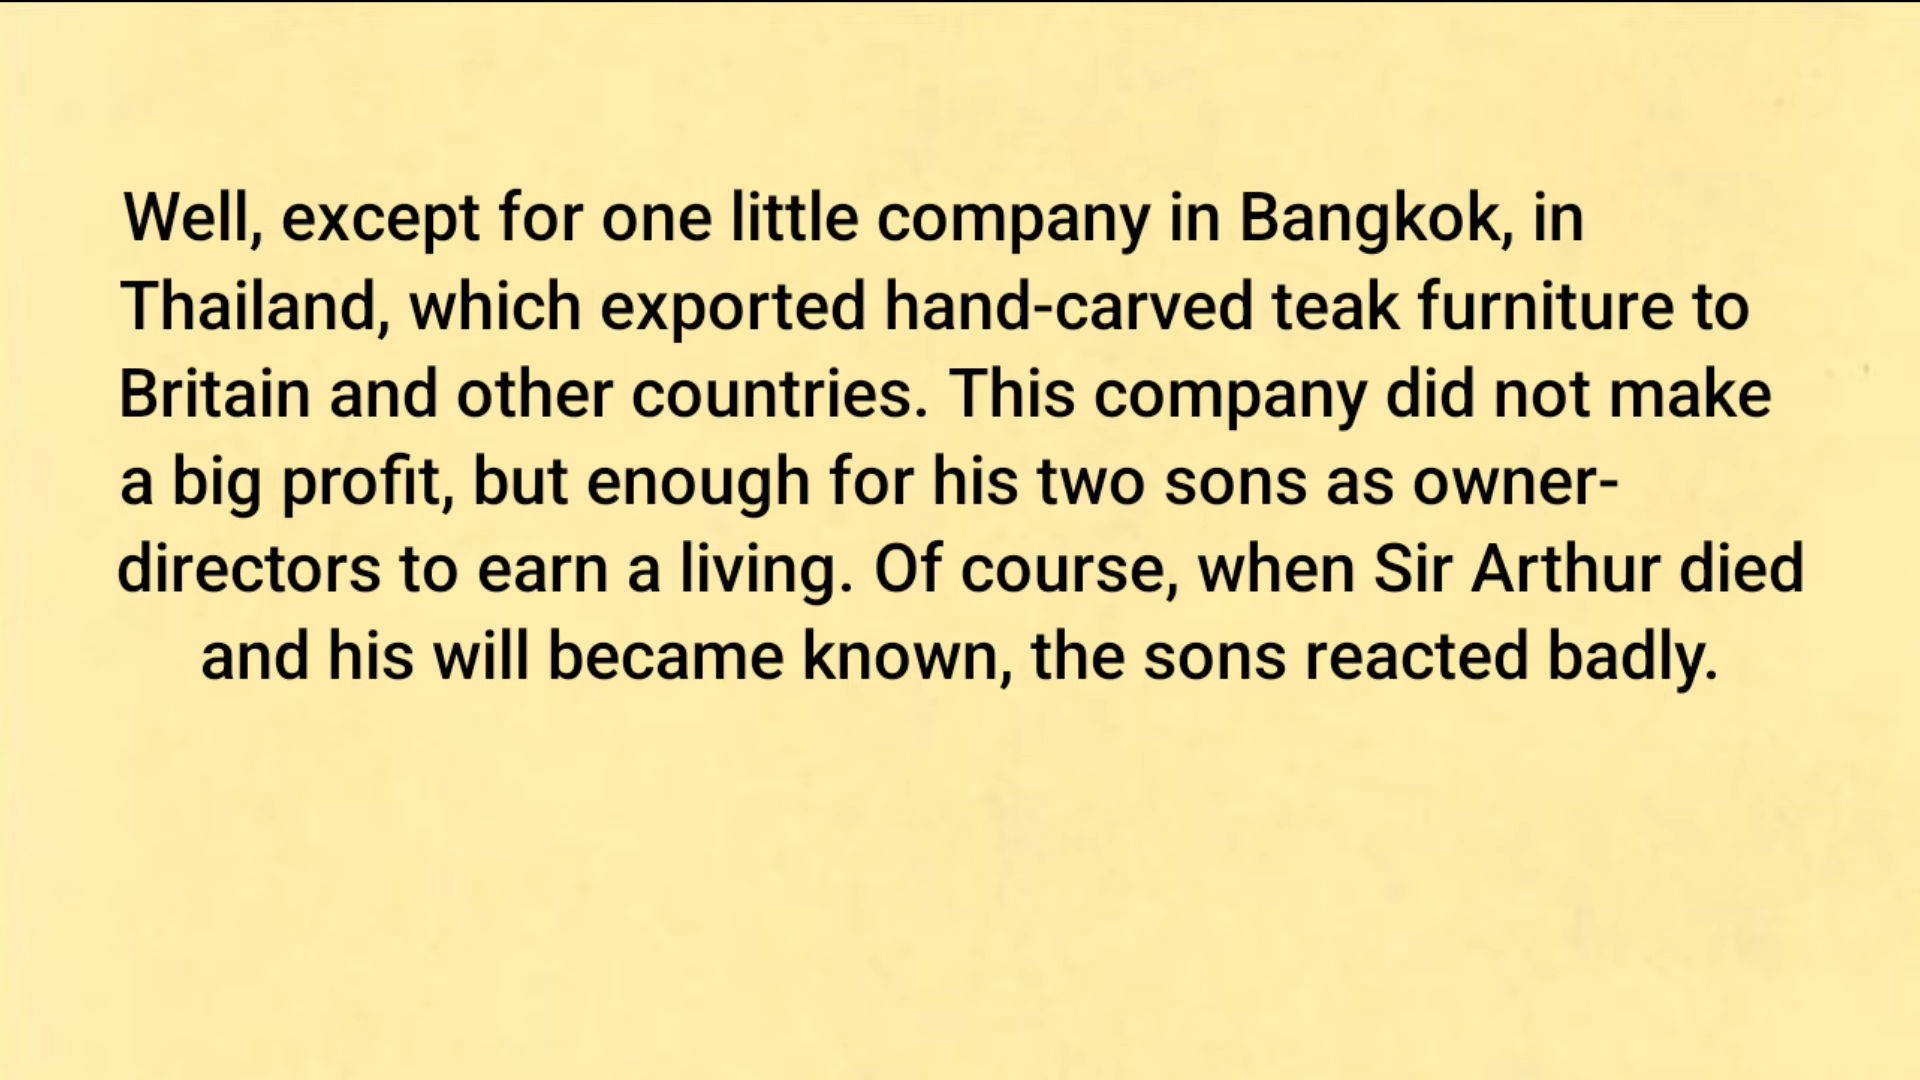 Well, except for one little company in Bangkok, in
Thailand, which exported hand-carved teak furniture to
Britain and other countries. This company did not make
a big profit, but enough for his two sons as owner-
directors to earn a living. Of course, when Sir Arthur died
and his will became known, the sons reacted badly.